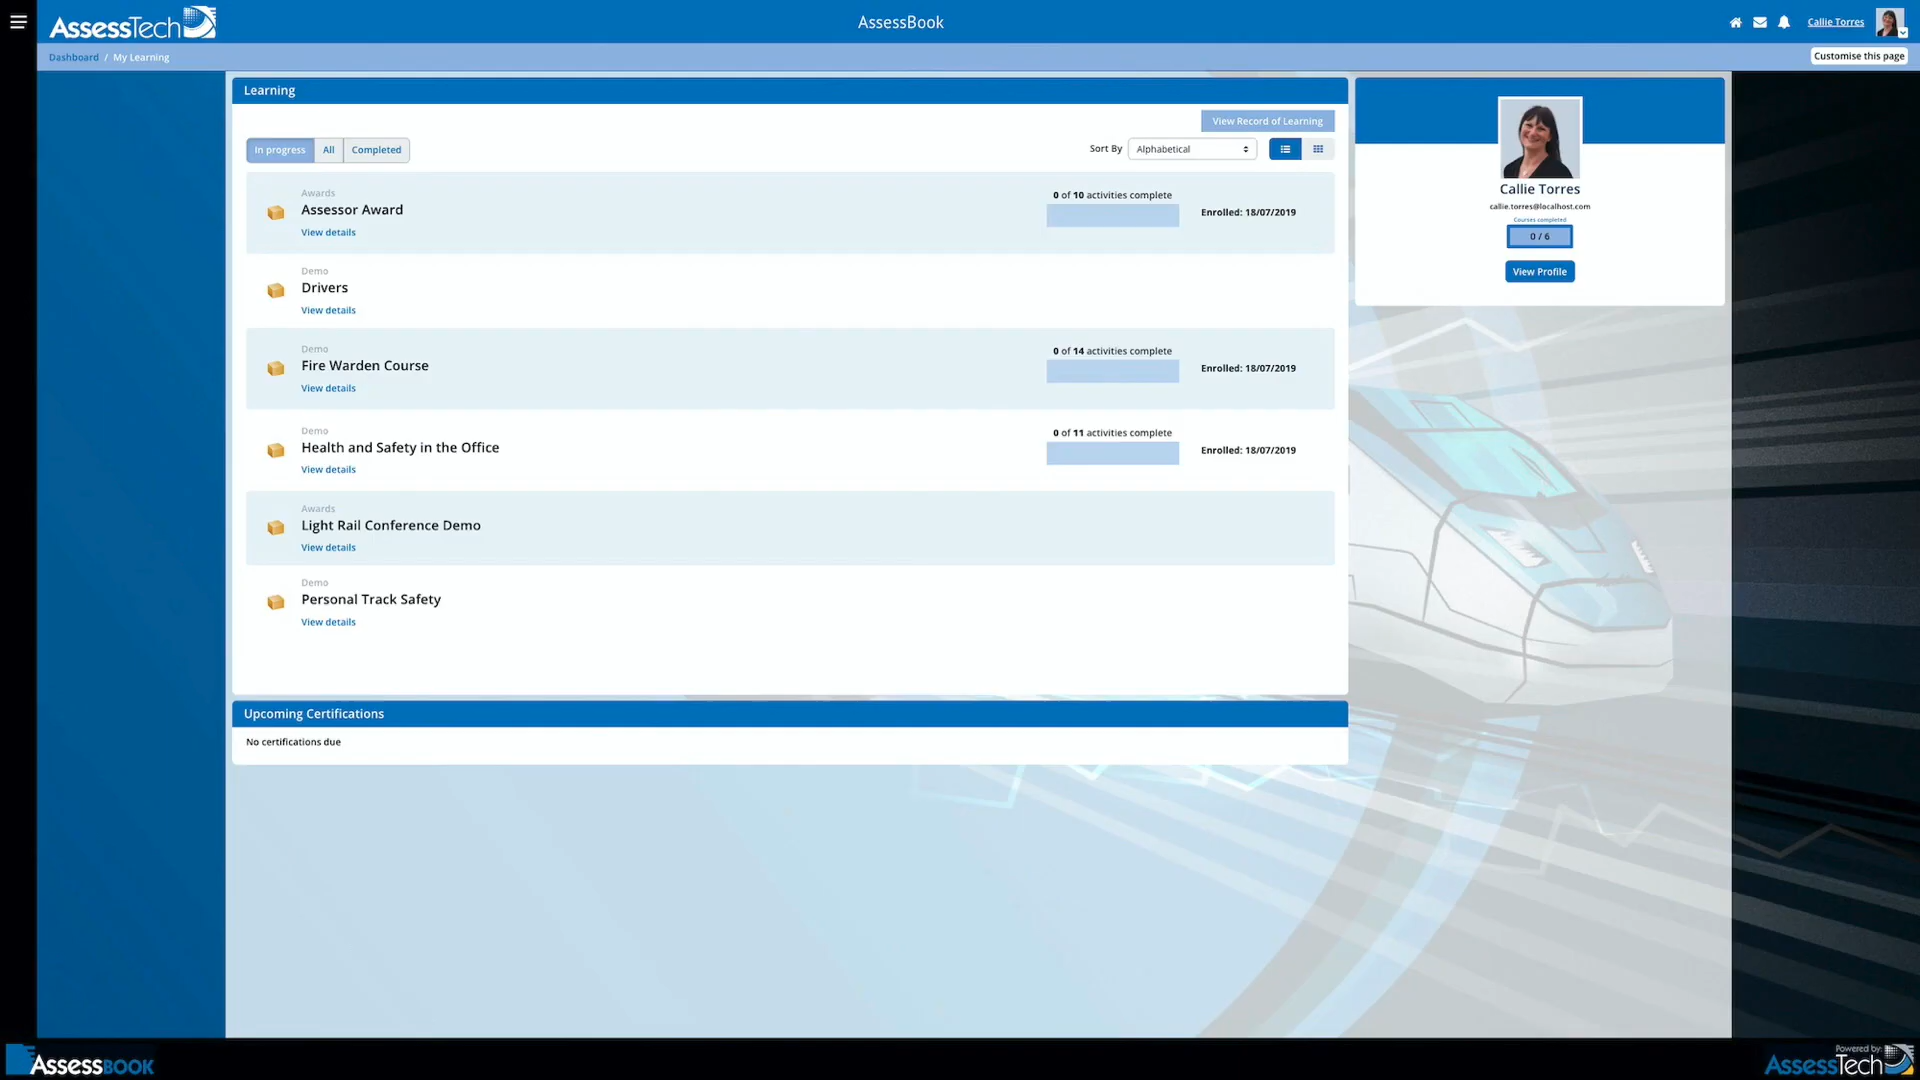 AssessTech
AssessBook
Callie Torres
Dashboard / My Learning
Customise this page
Learning
View Record of Learning
In progress
All
Completed
Sort By
Alphabetical
Awards
Assessor Award
View details
0 of 10 activities complete
Enrolled: 18/07/2019
Demo
Drivers
View details
Demo
Fire Warden Course
View details
0 of 14 activities complete
Enrolled: 18/07/2019
Demo
Health and Safety in the Office
View details
0 of 11 activities complete
Enrolled: 18/07/2019
Awards
Light Rail Conference Demo
View details
Demo
Personal Track Safety
View details
Upcoming Certifications
No certifications due
Callie Torres
callie.torres@localhost.com
Courses completed
0 / 6
View Profile
AssessBOOK
Powered by:
AssessTech